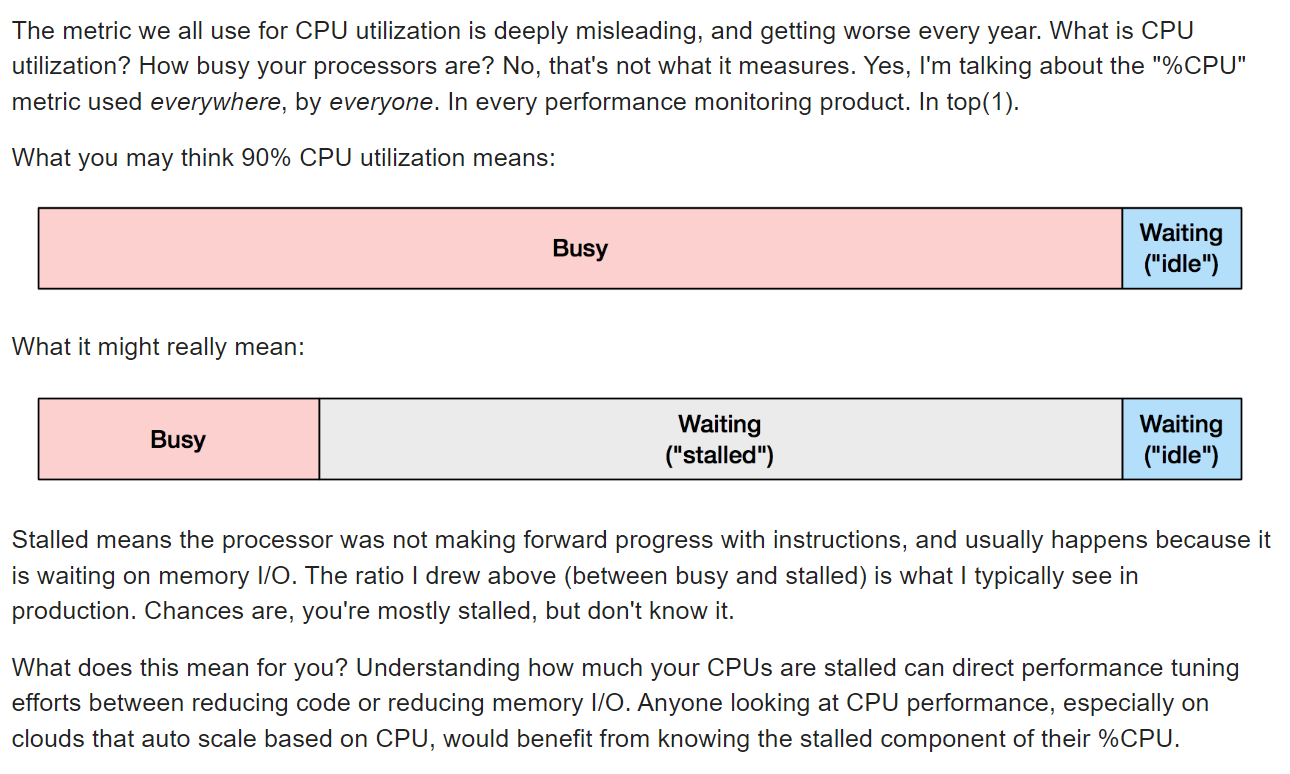 The metric we all use for CPU utilization is deeply misleading, and getting worse every year. What is CPU
utilization? How busy your processors are? No, that's not what it measures. Yes, I'm talking about the "%CPU"
metric used everywhere, by everyone. In every performance monitoring product. In top(1).
What you may think 90% CPU utilization means:
Busy
Waiting
("idle")
What it might really mean:
Busy
Waiting
("stalled")
Waiting
("idle")
Stalled means the processor was not making forward progress with instructions, and usually happens because it
is waiting on memory I/O. The ratio I drew above (between busy and stalled) is what I typically see in
production. Chances are, you're mostly stalled, but don't know it.
What does this mean for you? Understanding how much your CPUs are stalled can direct performance tuning
efforts between reducing code or reducing memory I/O. Anyone looking at CPU performance, especially on
clouds that auto scale based on CPU, would benefit from knowing the stalled component of their %CPU.